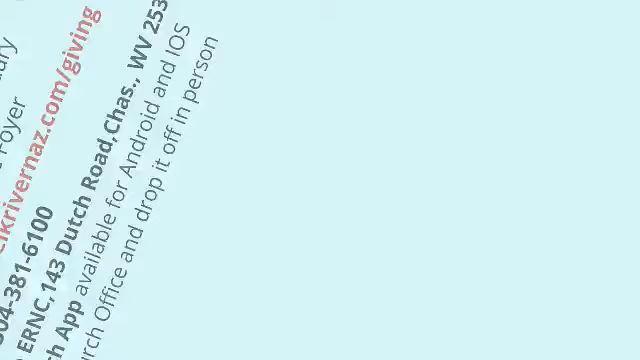 Foyer
elkrivernaz.com/giving
304-381-6100
ERNC, 143 Dutch Road, Chas., WV 253
App available for Android and IOS
Office and drop it off in person